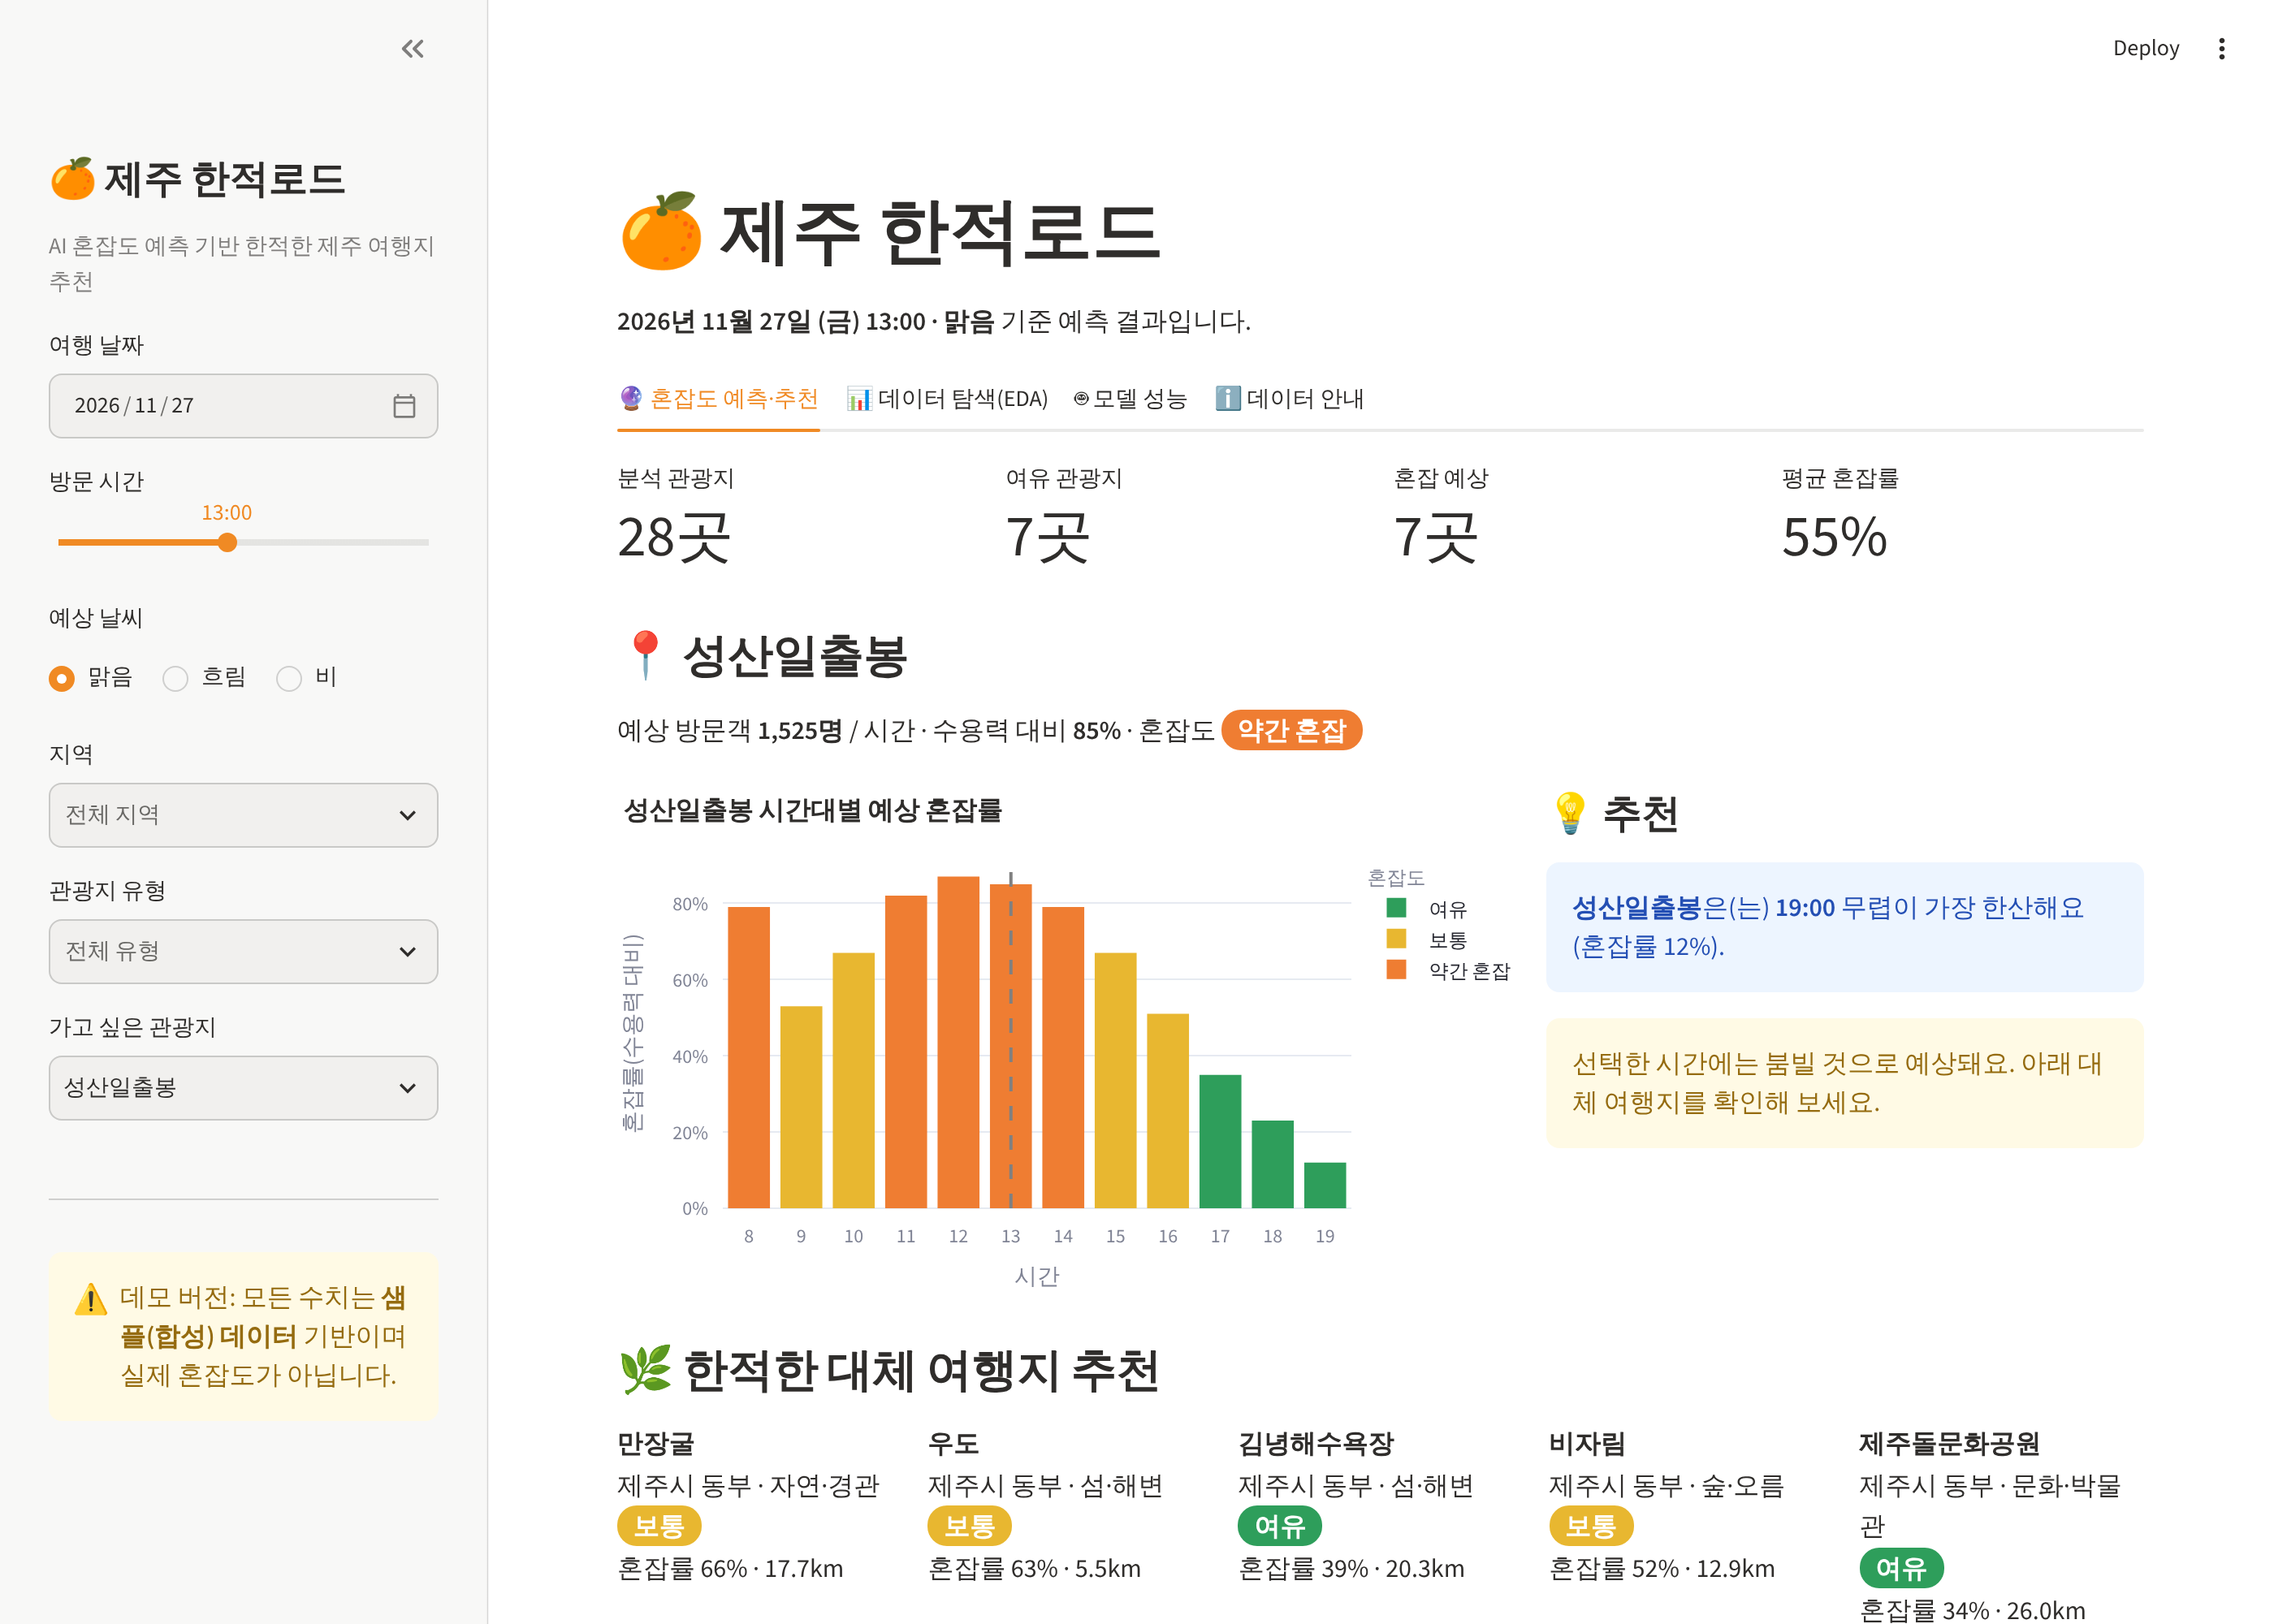 Deploy
🍊 제주 한적로드
AI 혼잡도 예측 기반 한적한 제주 여행지
추천
여행 날짜
2026/11/27
방문 시간
13:00
예상 날씨
맑음 흐림 비
지역
전체 지역
관광지 유형
전체 유형
가고 싶은 관광지
성산일출봉
⚠️ 데모 버전: 모든 수치는 샘
플(합성) 데이터 기반이며
실제 혼잡도가 아닙니다.
🍊 제주 한적로드
2026년 11월 27일 (금) 13:00 · 맑음 기준 예측 결과입니다.
🔮 혼잡도 예측·추천 📊 데이터 탐색(EDA) 모델 성능 ℹ️ 데이터 안내
분석 관광지 여유 관광지 혼잡 예상 평균 혼잡률
28곳 7곳 7곳 55%
📍 성산일출봉
예상 방문객 1,525명 / 시간 · 수용력 대비 85% · 혼잡도 약간 혼잡
성산일출봉 시간대별 예상 혼잡률
혼잡률(수용력 대비)
80%
60%
40%
20%
0%
8 9 10 11 12 13 14 15 16 17 18 19
시간
혼잡도
여유
보통
약간 혼잡
💡 추천
성산일출봉은(는) 19:00 무렵이 가장 한산해요
(혼잡률 12%).
선택한 시간에는 붐빌 것으로 예상돼요. 아래 대
체 여행지를 확인해 보세요.
🌿 한적한 대체 여행지 추천
만장굴
제주시 동부 · 자연·경관
보통
혼잡률 66% · 17.7km
우도
제주시 동부 · 섬·해변
보통
혼잡률 63% · 5.5km
김녕해수욕장
제주시 동부 · 섬·해변
여유
혼잡률 39% · 20.3km
비자림
제주시 동부 · 숲·오름
보통
혼잡률 52% · 12.9km
제주돌문화공원
제주시 동부 · 문화·박물
관
여유
혼잡률 34% · 26.0km